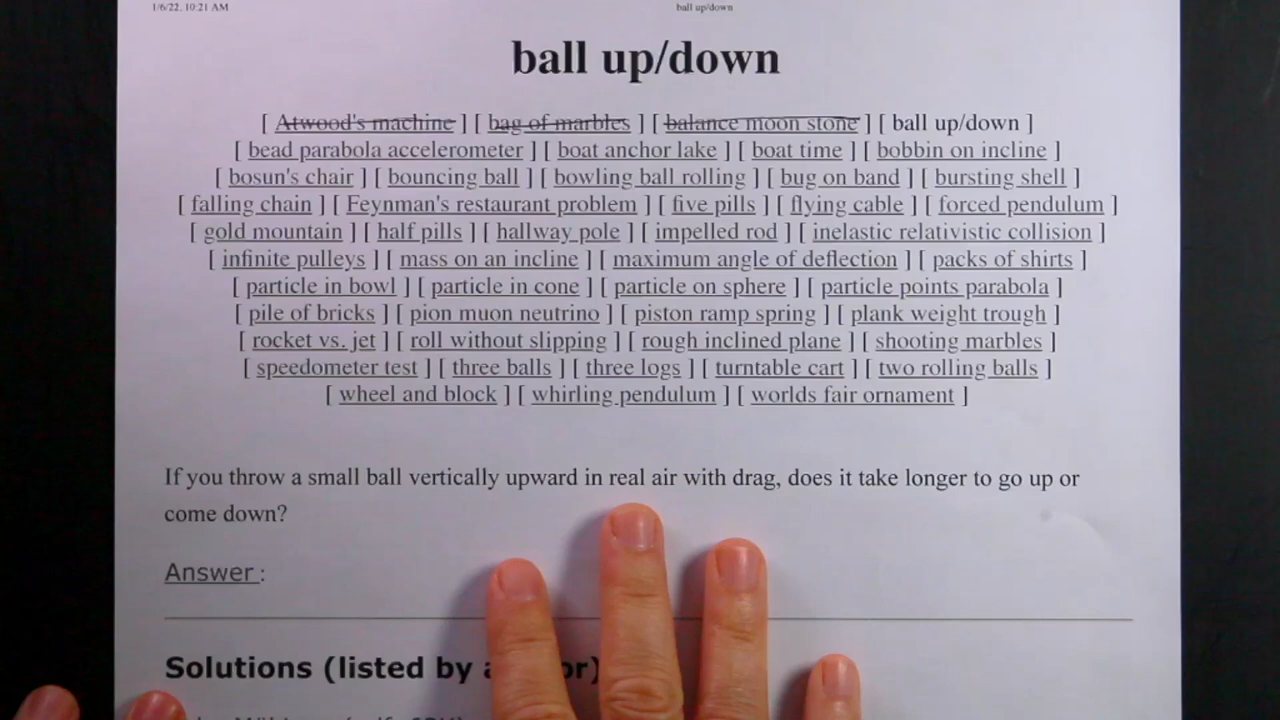 1/6/22, 10:21 AM
ball up/down
ball up/down
[ Atwood's machine ] [ bag of marbles ] [ balance moon stone ] [ ball up/down ]
[ bead parabola accelerometer ] [ boat anchor lake ] [ boat time ] [ bobbin on incline ]
[ bosun's chair ] [ bouncing ball ] [ bowling ball rolling ] [ bug on band ] [ bursting shell ]
[ falling chain ] [ Feynman's restaurant problem ] [ five pills ] [ flying cable ] [ forced pendulum ]
[ gold mountain ] [ half pills ] [ hallway pole ] [ impelled rod ] [ inelastic relativistic collision ]
[ infinite pulleys ] [ mass on an incline ] [ maximum angle of deflection ] [ packs of shirts ]
[ particle in bowl ] [ particle in cone ] [ particle on sphere ] [ particle points parabola ]
[ pile of bricks ] [ pion muon neutrino ] [ piston ramp spring ] [ plank weight trough ]
[ rocket vs. jet ] [ roll without slipping ] [ rough inclined plane ] [ shooting marbles ]
[ speedometer test ] [ three balls ] [ three logs ] [ turntable cart ] [ two rolling balls ]
[ wheel and block ] [ whirling pendulum ] [ worlds fair ornament ]
If you throw a small ball vertically upward in real air with drag, does it take longer to go up or
come down?
Answer :
Solutions (listed by